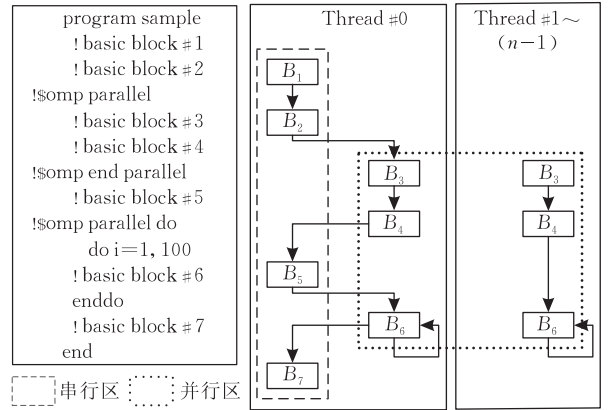 program sample
! basic block #1
! basic block #2
!$omp parallel
! basic block #3
! basic block #4
!$omp end parallel
! basic block #5
!$omp parallel do
do i=1, 100
! basic block #6
enddo
! basic block #7
end
串行区
并行区
Thread #0
B1
B2
B3
B4
B5
B6
B7
Thread #1~
(n-1)
B3
B4
B6